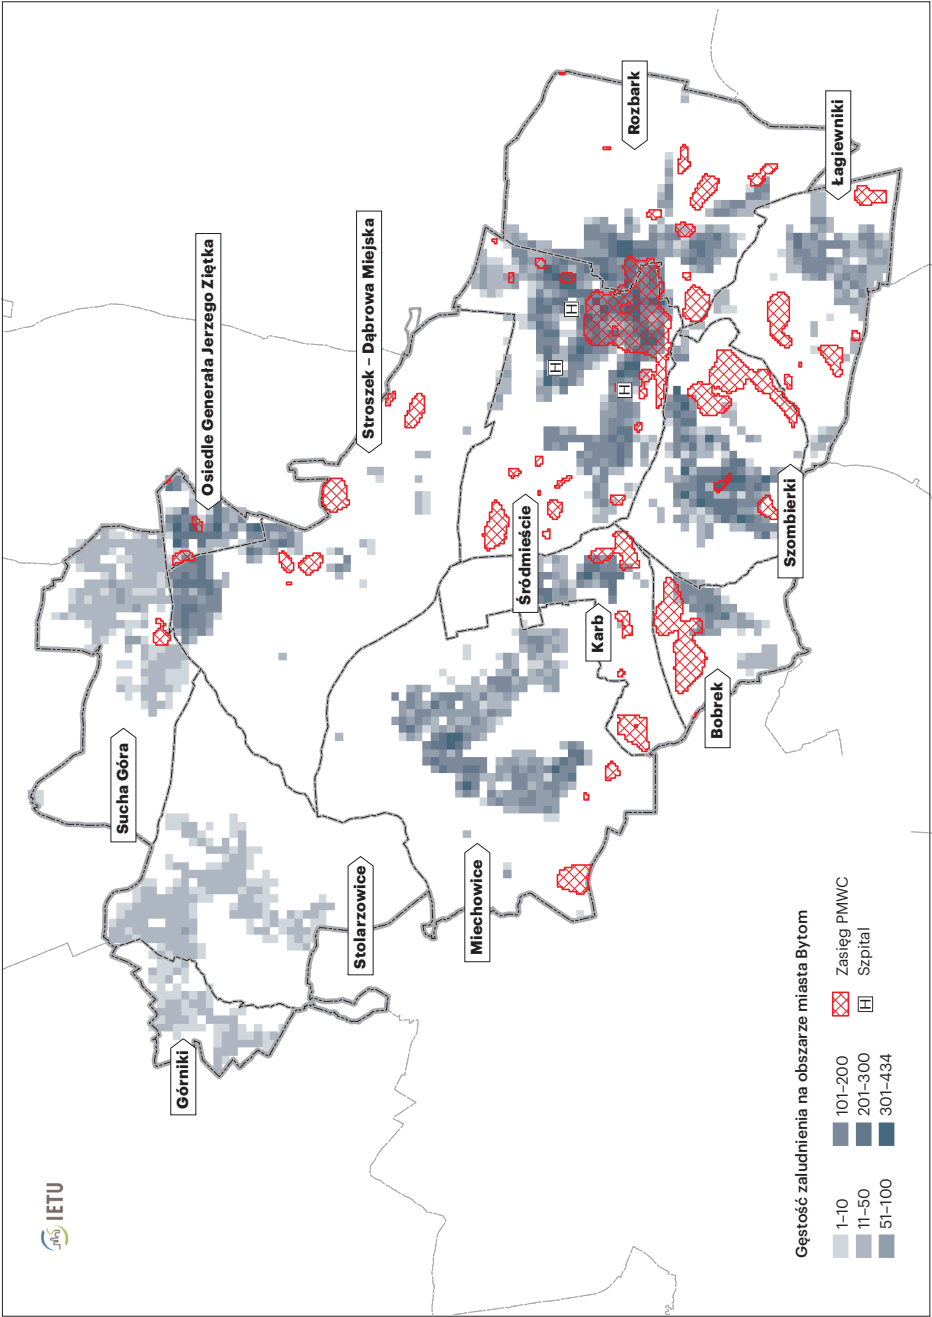 IETU
Górniki
Sucha Góra
Stolarzowice
Miechowice
Osiedle Generała Jerzego Ziętka
Stroszek – Dąbrowa Miejska
Śródmieście
Karb
Bobrek
Szombierki
Rozbark
Łagiewniki
H
H
H
Gęstość zaludnienia na obszarze miasta Bytom
1–10
11–50
51–100
101–200
201–300
301–434
Zasięg PMWC
H Szpital